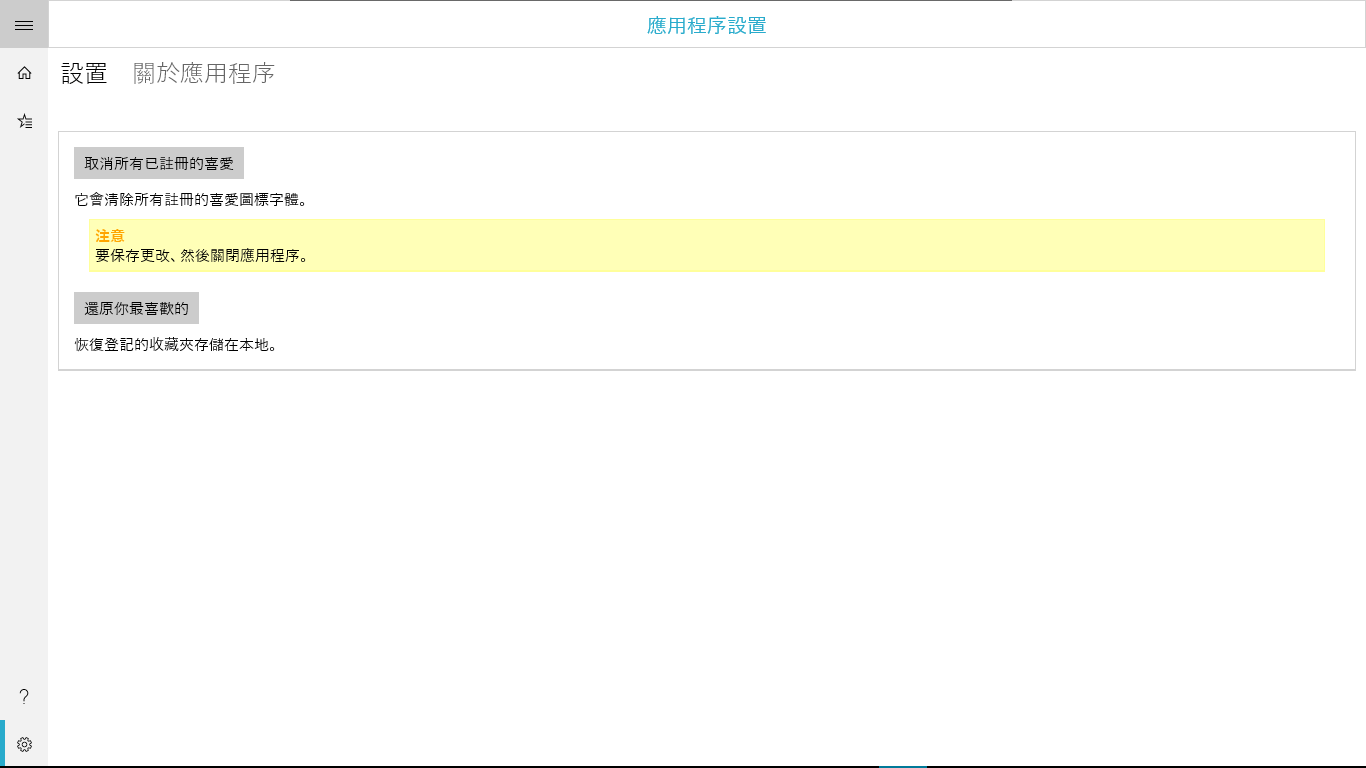 應用程序設置
設置 關於應用程序
取消所有已註冊的喜愛
它會清除所有註冊的喜愛圖標字體。
注意
要保存更改、然後關閉應用程序。
還原你最喜歡的
恢復登記的收藏夾存儲在本地。